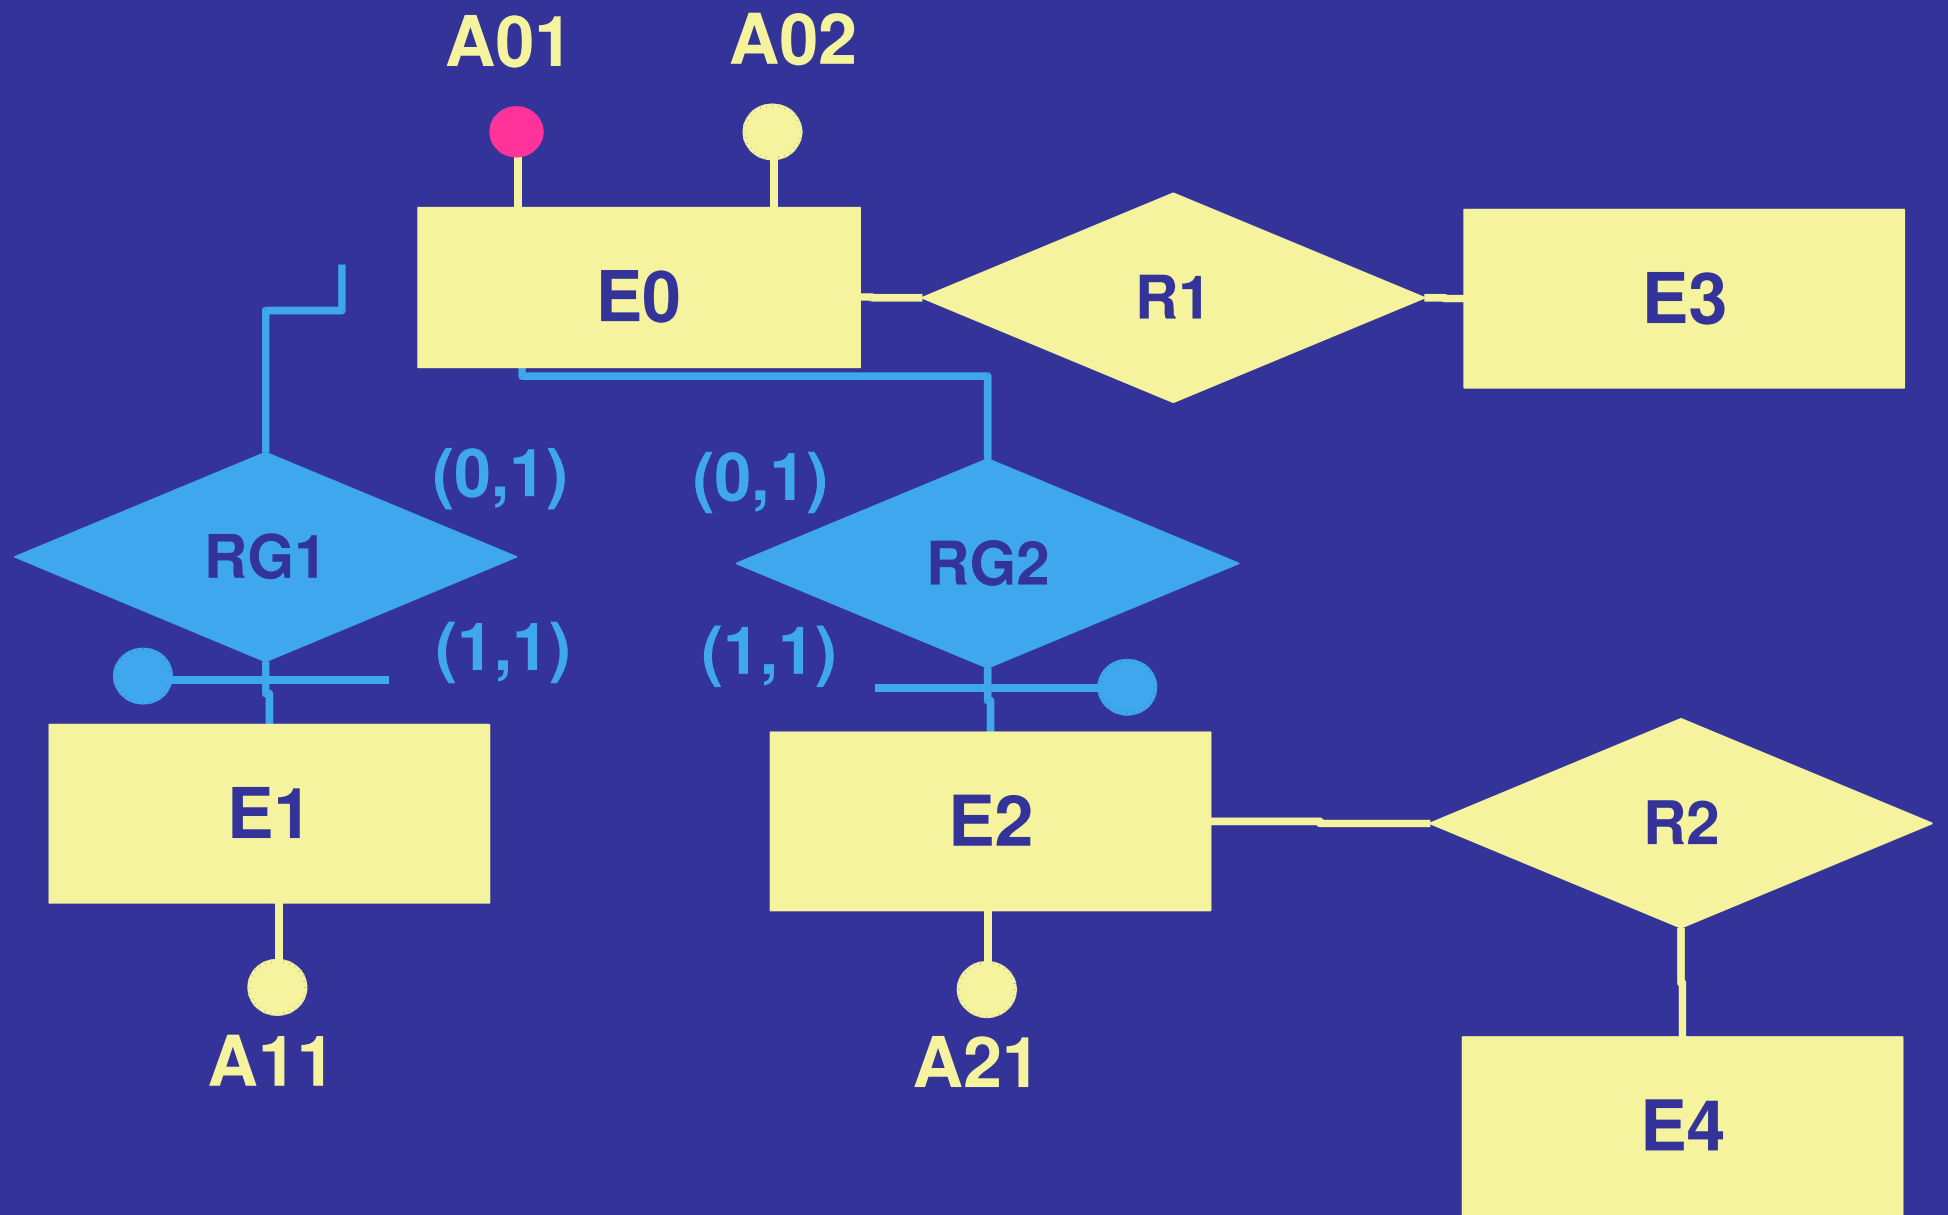 A01 A02
E0 R1 E3
(0,1) (0,1)
RG1 RG2
(1,1) (1,1)
E1 E2 R2
A11 A21
E4